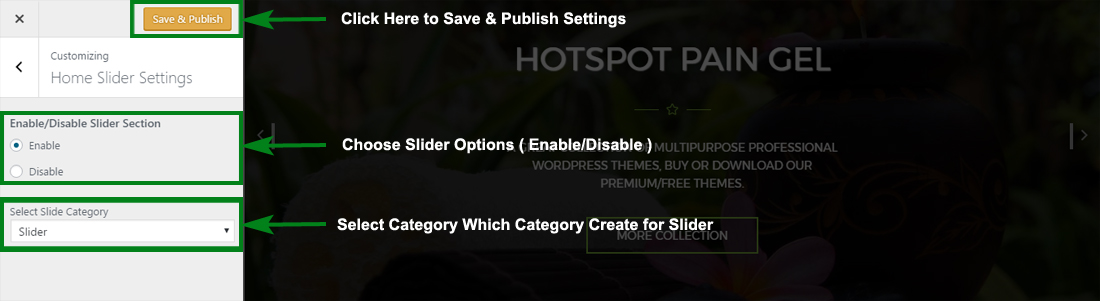 Save & Publish
Click Here to Save & Publish Settings
Customizing
Home Slider Settings
HOTSPOT PAIN GEL
Enable/Disable Slider Section
Enable
Disable
Choose Slider Options ( Enable/Disable )
MULTIPURPOSE PROFESSIONAL
WORDPRESS THEMES, BUY OR DOWNLOAD OUR
PREMIUM/FREE THEMES.
Select Slide Category
Slider
Select Category Which Category Create for Slider
MORE COLLECTION